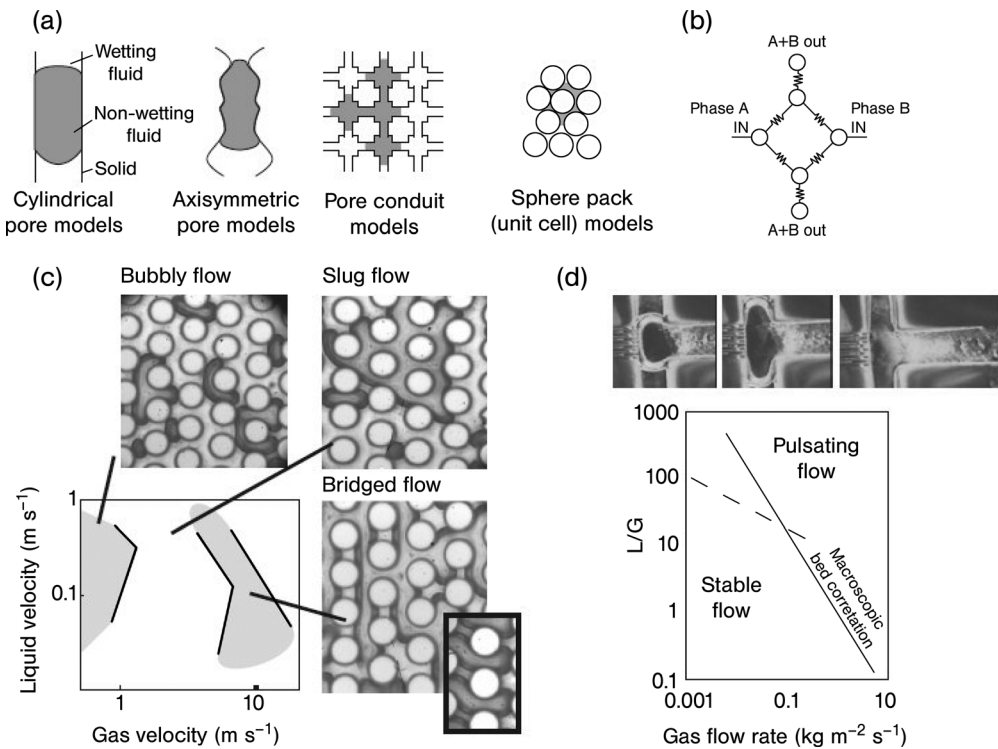 (a)
Wetting
fluid
Non-wetting
fluid
Solid
Cylindrical
pore models
Axisymmetric
pore models
Pore conduit
models
Sphere pack
(unit cell) models
(b)
A+B out
Phase A
IN
Phase B
IN
A+B out
(c)
Bubbly flow
Slug flow
Bridged flow
Liquid velocity (m s⁻¹)
1
0.1
1
10
Gas velocity (m s⁻¹)
(d)
L/G
1000
100
10
1
0.1
Pulsating
flow
Stable
flow
Macroscopic
bed corretation
0.001
0.1
5
10
Gas flow rate (kg m⁻² s⁻¹)